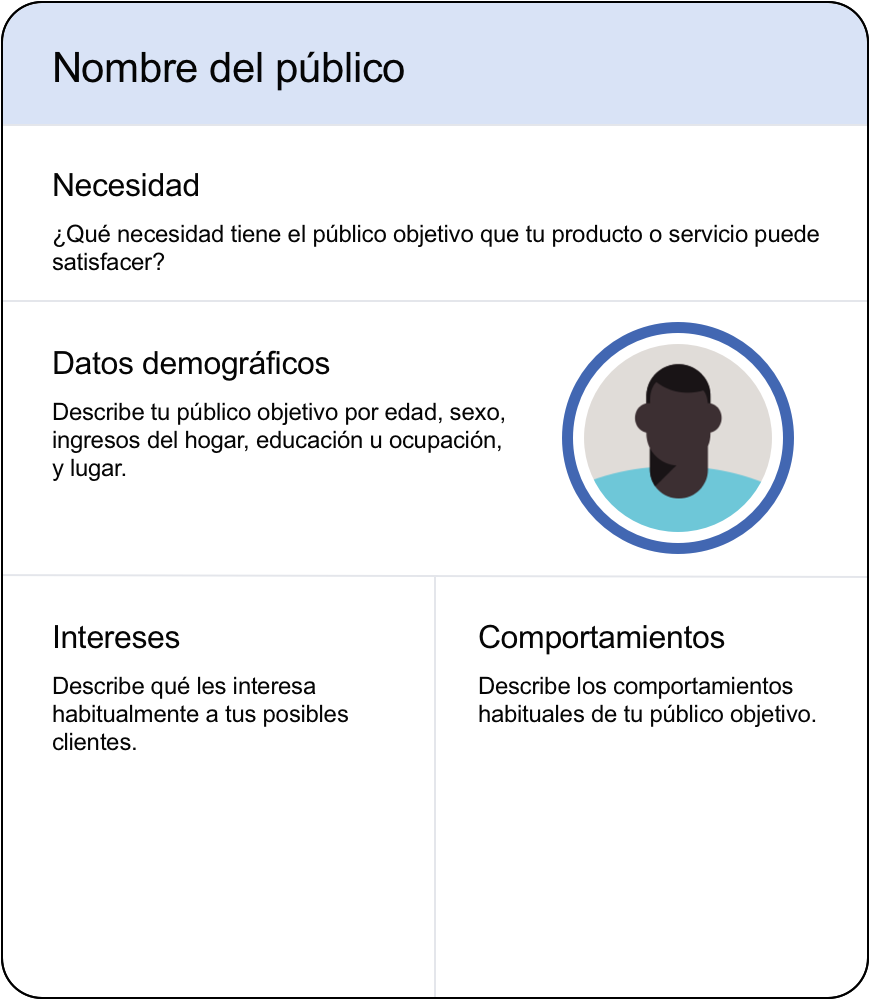 Nombre del público
Necesidad
¿Qué necesidad tiene el público objetivo que tu producto o servicio puede
satisfacer?
Datos demográficos
Describe tu público objetivo por edad, sexo,
ingresos del hogar, educación u ocupación,
y lugar.
Intereses
Describe qué les interesa
habitualmente a tus posibles
clientes.
Comportamientos
Describe los comportamientos
habituales de tu público objetivo.